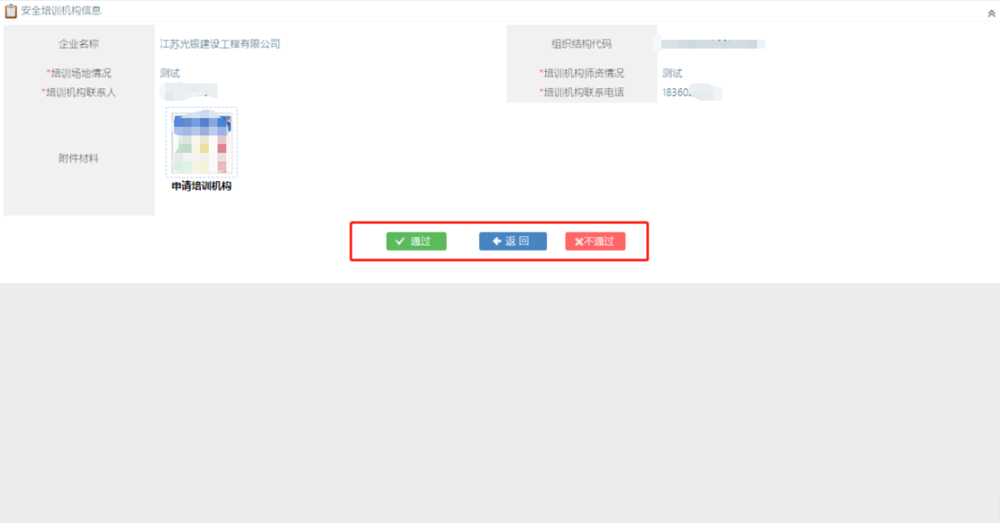 安全培训机构信息
企业名称 江苏光银建设工程有限公司 组织结构代码
*培训场地情况 测试 *培训机构师资情况 测试
*培训机构联系人 *培训机构联系电话 18360
附件材料
申请培训机构
通过 返回 不通过